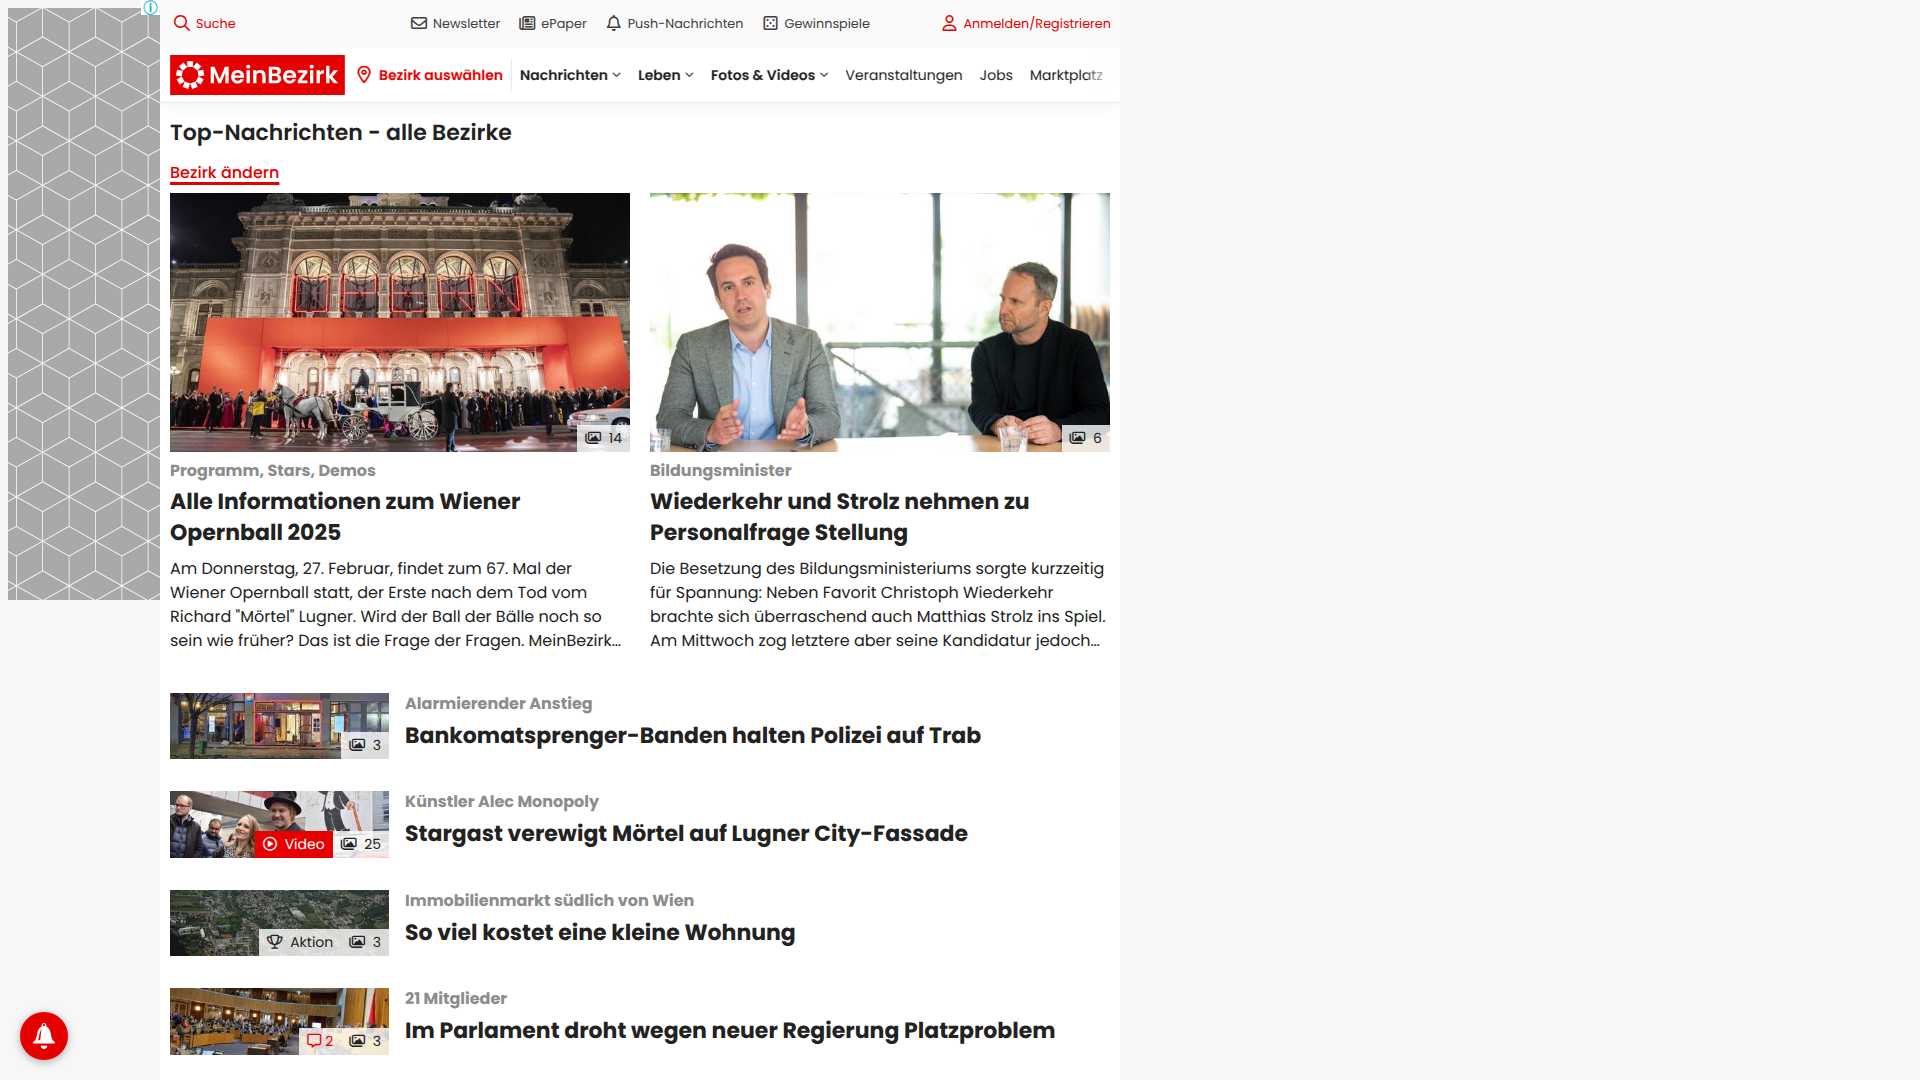 Suche
Newsletter
ePaper
Push-Nachrichten
Gewinnspiele
Anmelden/Registrieren
MeinBezirk
Bezirk auswählen
Nachrichten
Leben
Fotos & Videos
Veranstaltungen
Jobs
Marktplatz
Top-Nachrichten - alle Bezirke
Bezirk ändern
14
6
Programm, Stars, Demos
Alle Informationen zum Wiener
Opernball 2025
Am Donnerstag, 27. Februar, findet zum 67. Mal der
Wiener Opernball statt, der Erste nach dem Tod vom
Richard "Mörtel" Lugner. Wird der Ball der Bälle noch so
sein wie früher? Das ist die Frage der Fragen. MeinBezirk...
Bildungsminister
Wiederkehr und Strolz nehmen zu
Personalfrage Stellung
Die Besetzung des Bildungsministeriums sorgte kurzzeitig
für Spannung: Neben Favorit Christoph Wiederkehr
brachte sich überraschend auch Matthias Strolz ins Spiel.
Am Mittwoch zog letztere aber seine Kandidatur jedoch...
3
Alarmierender Anstieg
Bankomatsprenger-Banden halten Polizei auf Trab
Video 25
Künstler Alec Monopoly
Stargast verewigt Mörtel auf Lugner City-Fassade
Aktion 3
Immobilienmarkt südlich von Wien
So viel kostet eine kleine Wohnung
2 3
21 Mitglieder
Im Parlament droht wegen neuer Regierung Platzproblem